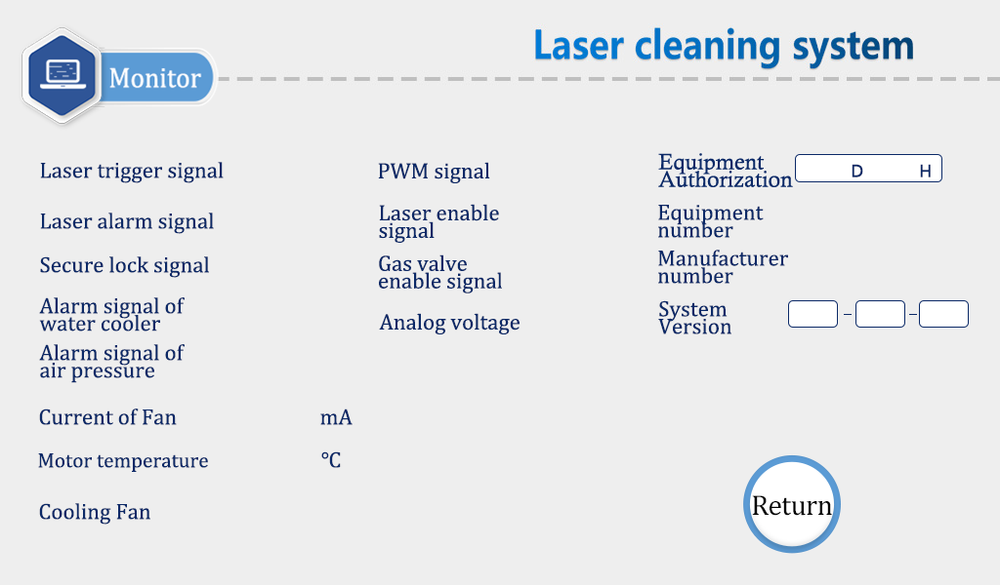 Laser cleaning system
Monitor
Laser trigger signal
Laser alarm signal
Secure lock signal
Alarm signal of
water cooler
Alarm signal of
air pressure
Current of Fan mA
Motor temperature ℃
Cooling Fan
PWM signal
Laser enable
signal
Gas valve
enable signal
Analog voltage
Equipment
Authorization D H
Equipment
number
Manufacturer
number
System
Version – –
Return